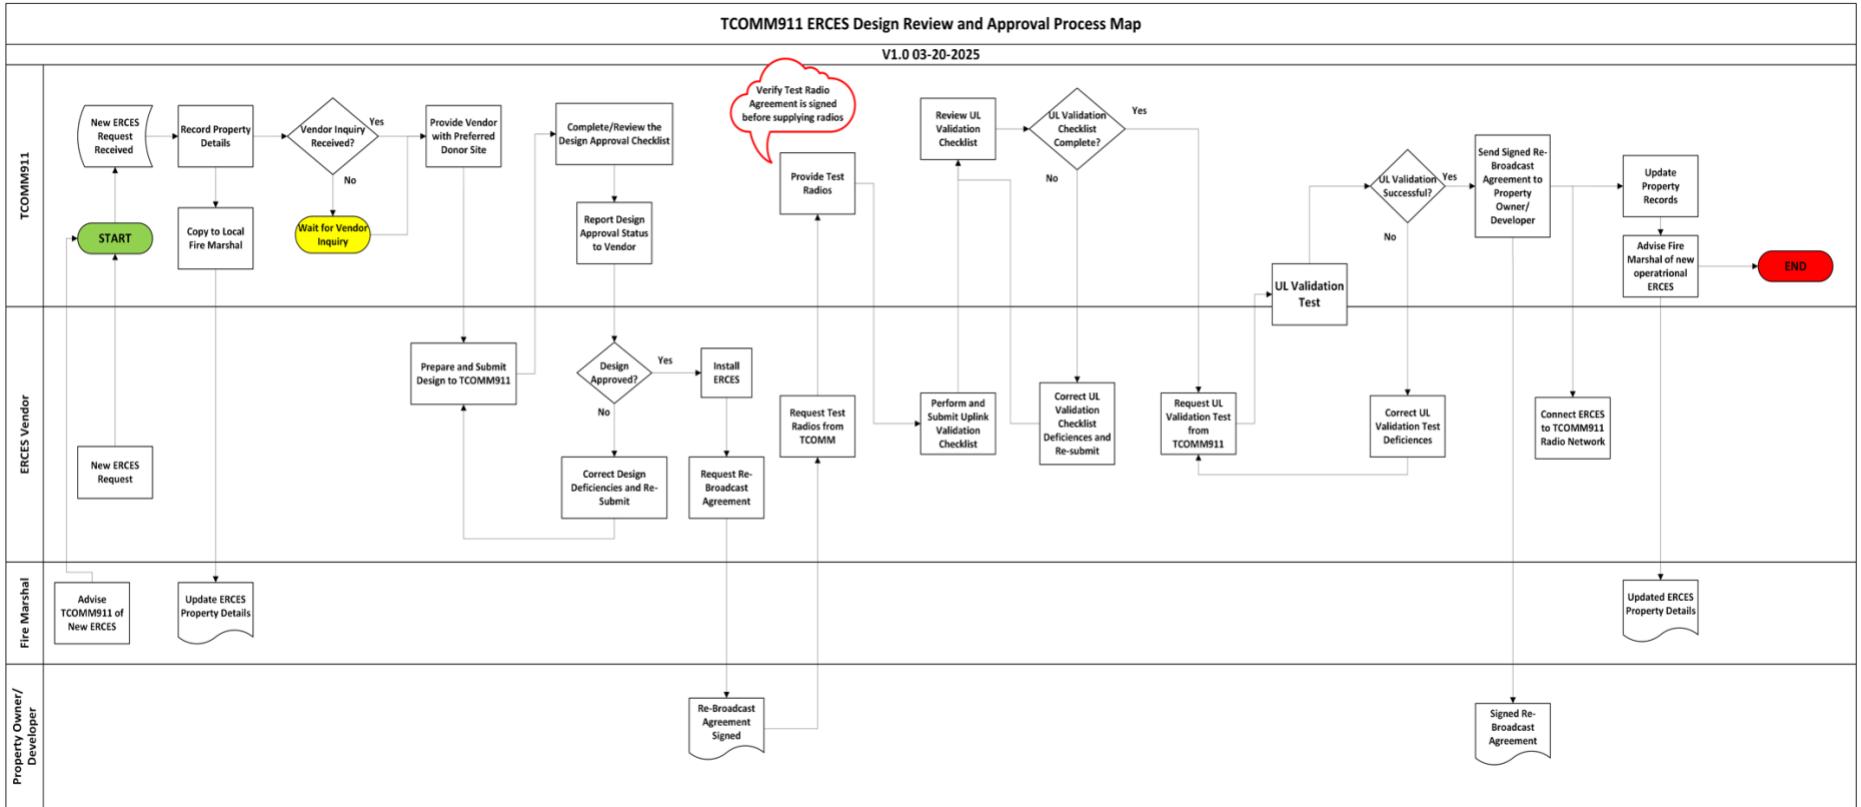 TCOMM911 ERCES Design Review and Approval Process Map
V1.0 03-20-2025
TCOMM911
New ERCES
Request
Received
Record Property
Details
Vendor Inquiry
Received?
Yes
No
Provide Vendor
with Preferred
Donor Site
Complete/Review the
Design Approval Checklist
Verify Test Radio
Agreement is signed
before supplying radios
Provide Test
Radios
Review UL
Validation
Checklist
UL Validation
Checklist
Complete?
Yes
No
UL Validation
Successful?
Yes
No
Send Signed Re-
Broadcast
Agreement to
Property
Owner/
Developer
Update
Property
Records
START
Copy to Local
Fire Marshal
Wait for Vendor
Inquiry
Report Design
Approval Status
to Vendor
UL Validation
Test
Advise Fire
Marshal of new
operatrional
ERCES
END
ERCES Vendor
New ERCES
Request
Prepare and Submit
Design to TCOMM911
Design
Approved?
Yes
No
Install
ERCES
Correct Design
Deficiencies and Re-
Submit
Request Re-
Broadcast
Agreement
Request Test
Radios from
TCOMM
Perform and
Submit Uplink
Validation
Checklist
Correct UL
Validation
Checklist
Deficiences and
Re-submit
Request UL
Validation Test
from
TCOMM911
Correct UL
Validation Test
Deficiences
Connect ERCES
to TCOMM911
Radio Network
Fire Marshal
Advise
TCOMM911 of
New ERCES
Update ERCES
Property Details
Updated ERCES
Property Details
Property Owner/
Developer
Re-Broadcast
Agreement
Signed
Signed Re-
Broadcast
Agreement